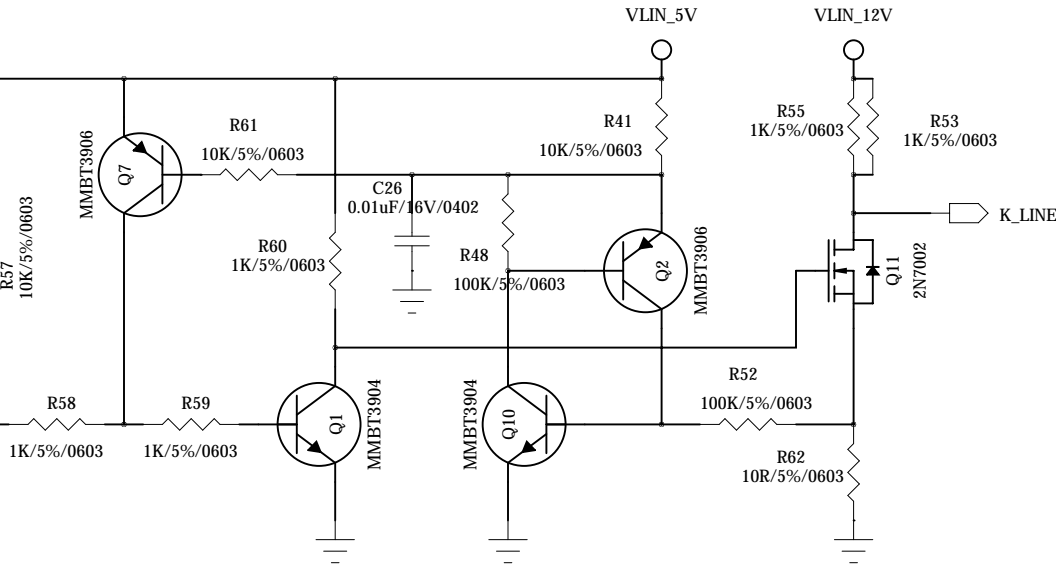 VLIN_5V
VLIN_12V
R61
10K/5%/0603
MMBT3906
Q7
R41
10K/5%/0603
R55
1K/5%/0603
R53
1K/5%/0603
C26
0.01uF/16V/0402
R57
10K/5%/0603
R60
1K/5%/0603
R48
100K/5%/0603
Q2
MMBT3906
K_LINE
Q11
2N7002
R58
1K/5%/0603
R59
1K/5%/0603
Q1
MMBT3904
MMBT3904
Q10
R52
100K/5%/0603
R62
10R/5%/0603